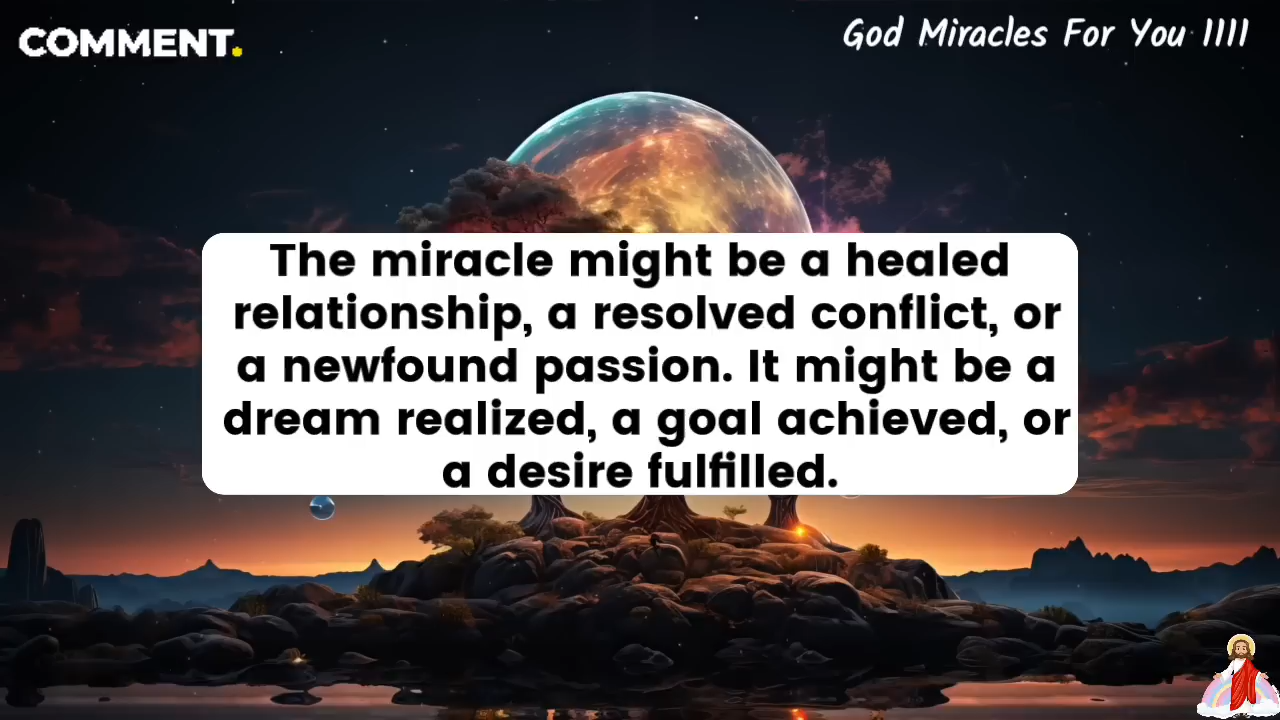 COMMENT.
God Miracles For You 1111
The miracle might be a healed
relationship, a resolved conflict, or
a newfound passion. It might be a
dream realized, a goal achieved, or
a desire fulfilled.